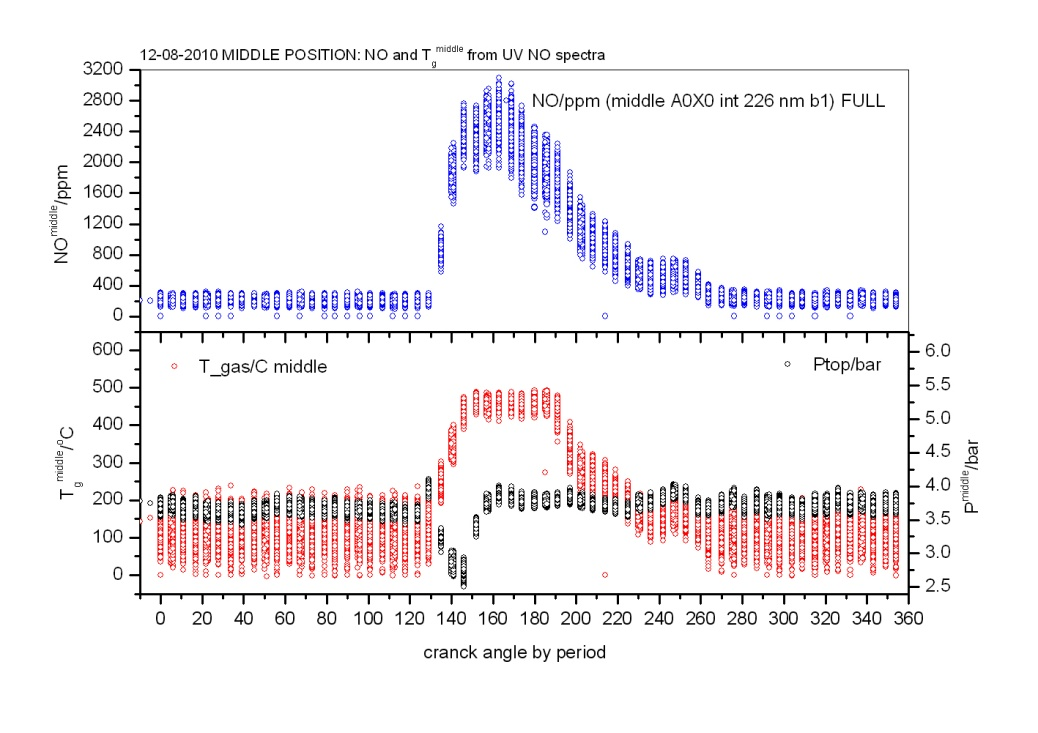 12-08-2010 MIDDLE POSITION: NO and T_g^middle from UV NO spectra
NO/ppm (middle A0X0 int 226 nm b1) FULL
NO^middle/ppm
3200
2800
2400
2000
1600
1200
800
400
0
T_gas/C middle
Ptop/bar
T_g^middle/^oC
600
500
400
300
200
100
0
6.0
5.5
5.0
4.5
4.0
3.5
3.0
2.5
P^middle/bar
0 20 40 60 80 100 120 140 160 180 200 220 240 260 280 300 320 340 360
cranck angle by period